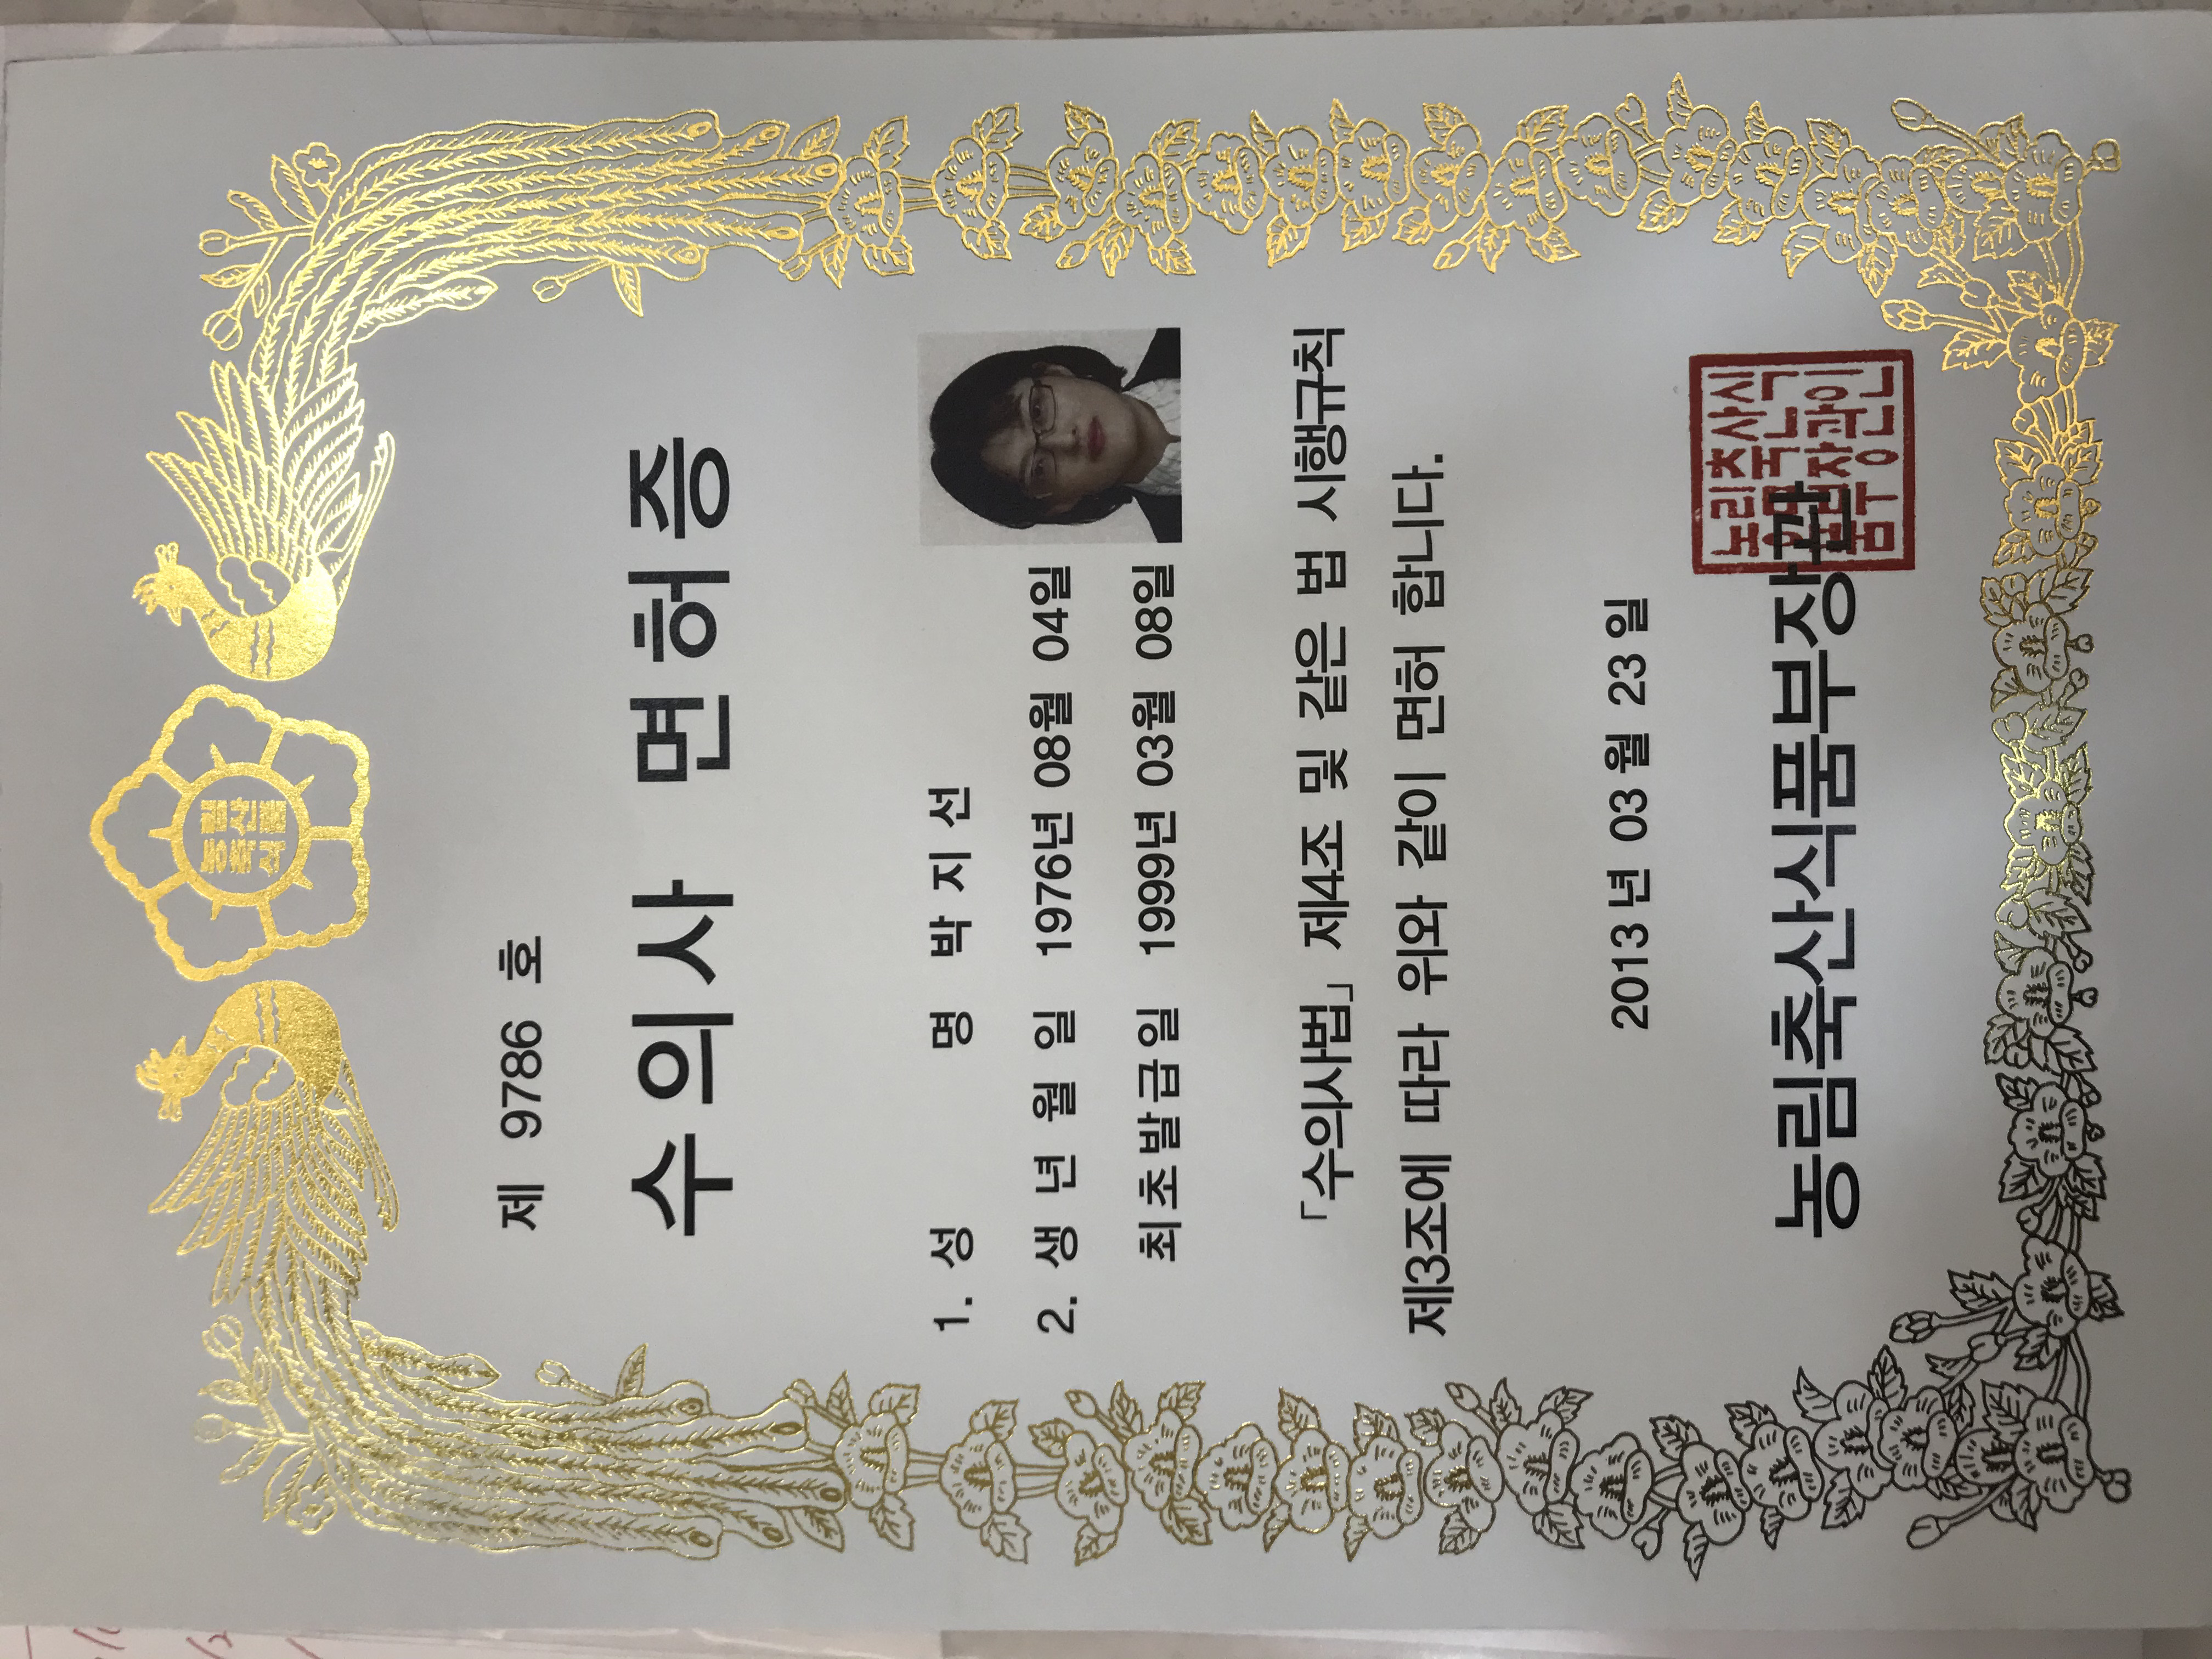 농림
축산
식품
제 9786 호
수의사 면허증
1. 성 명 박 지 선
2. 생 년 월 일 1976년 08월 04일
최초발급일 1999년 03월 08일
「수의사법」 제4조 및 같은 법 시행규칙
제3조에 따라 위와 같이 면허 합니다.
2013 년 03 월 23 일
농림축산식품부장관
농림축산식
품부장관인